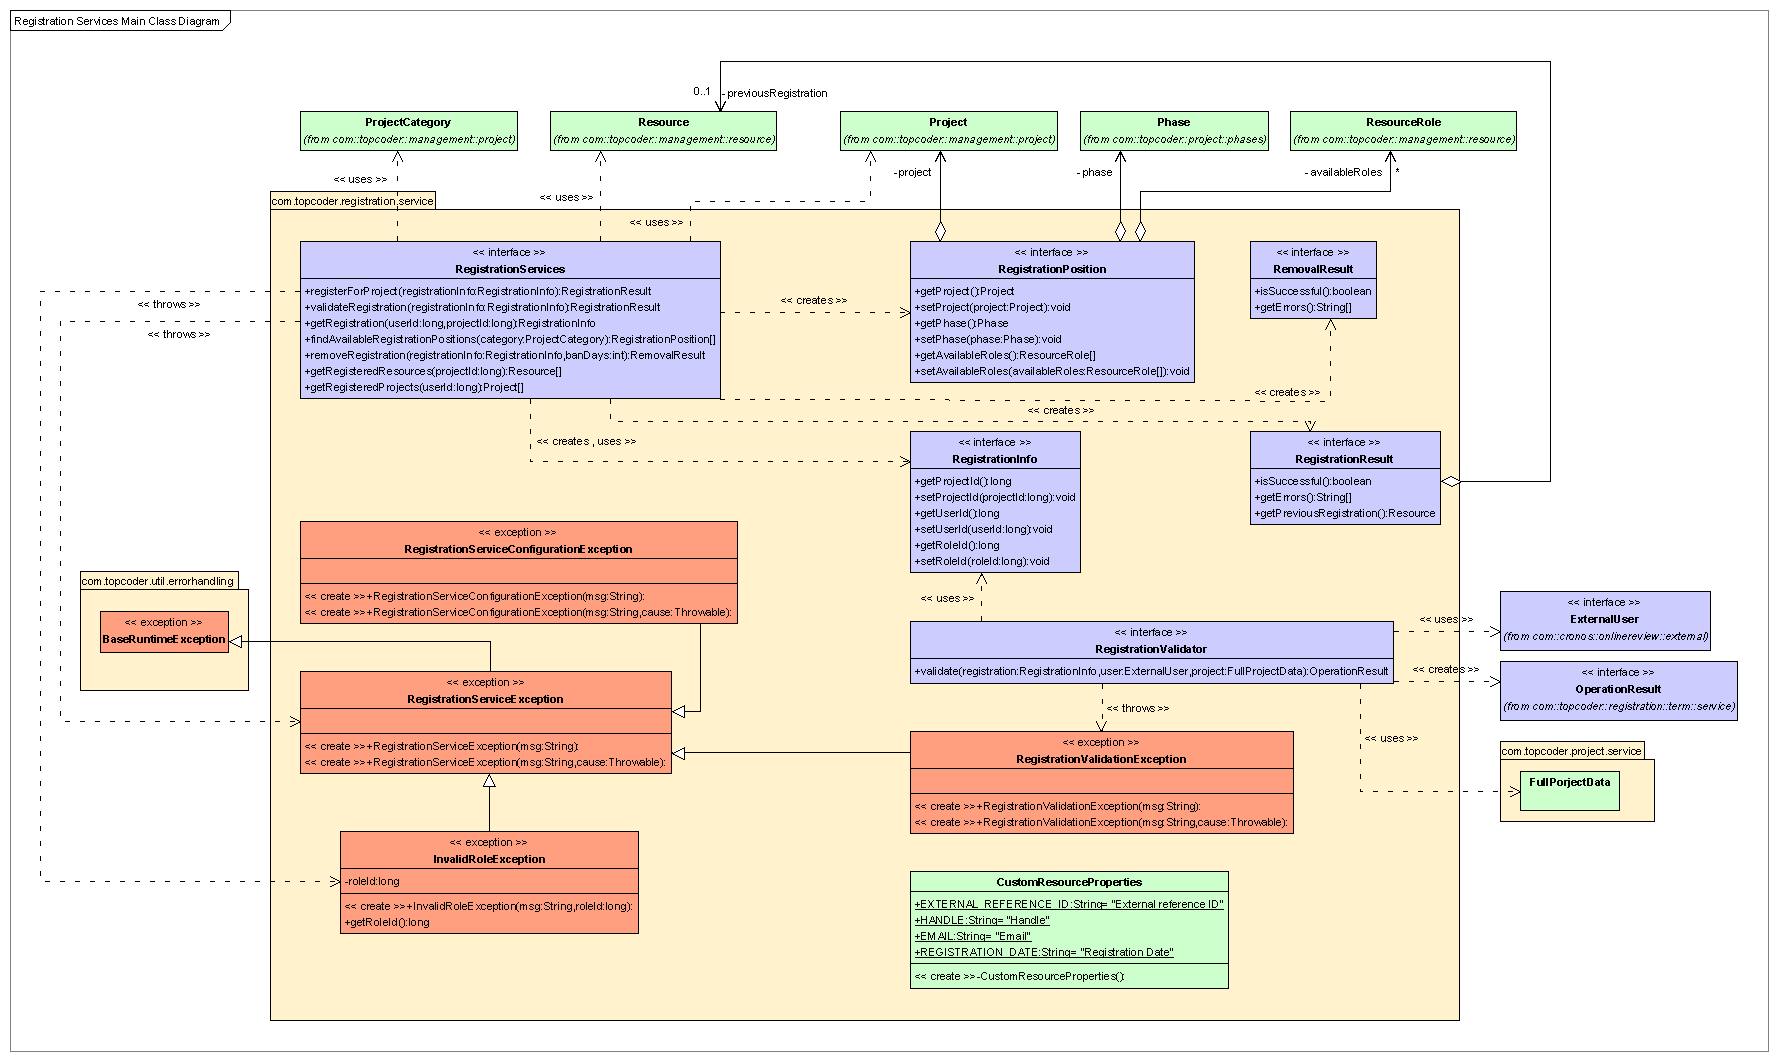 Registration Services Main Class Diagram
0..1
-previousRegistration
ProjectCategory
(from com::topcoder::management::project)
Resource
(from com::topcoder::management::resource)
Project
(from com::topcoder::management::project)
Phase
(from com::topcoder::project::phases)
ResourceRole
(from com::topcoder::management::resource)
<< uses >>
<< uses >>
<< uses >>
-project
-phase
-availableRoles
*
com.topcoder.registration.service
<< interface >>
RegistrationServices
+registerForProject(registrationInfo:RegistrationInfo):RegistrationResult
+validateRegistration(registrationInfo:RegistrationInfo):RegistrationResult
+getRegistration(userId:long,projectId:long):RegistrationInfo
+findAvailableRegistrationPositions(category:ProjectCategory):RegistrationPosition[]
+removeRegistration(registrationInfo:RegistrationInfo,banDays:int):RemovalResult
+getRegisteredResources(projectId:long):Resource[]
+getRegisteredProjects(userId:long):Project[]
<< throws >>
<< throws >>
<< creates >>
<< interface >>
RegistrationPosition
+getProject():Project
+setProject(project:Project):void
+getPhase():Phase
+setPhase(phase:Phase):void
+getAvailableRoles():ResourceRole[]
+setAvailableRoles(availableRoles:ResourceRole[]):void
<< interface >>
RemovalResult
+isSuccessful():boolean
+getErrors():String[]
<< creates >>
<< creates >>
<< creates , uses >>
<< interface >>
RegistrationInfo
+getProjectId():long
+setProjectId(projectId:long):void
+getUserId():long
+setUserId(userId:long):void
+getRoleId():long
+setRoleId(roleId:long):void
<< interface >>
RegistrationResult
+isSuccessful():boolean
+getErrors():String[]
+getPreviousRegistration():Resource
<< exception >>
RegistrationServiceConfigurationException
<< create >>+RegistrationServiceConfigurationException(msg:String):
<< create >>+RegistrationServiceConfigurationException(msg:String,cause:Throwable):
com.topcoder.util.errorhandling
<< exception >>
BaseRuntimeException
<< uses >>
<< interface >>
RegistrationValidator
+validate(registration:RegistrationInfo,user:ExternalUser,project:FullProjectData):OperationResult
<< uses >>
<< interface >>
ExternalUser
(from com::cronos::onlinereview::external)
<< creates >>
<< interface >>
OperationResult
(from com::topcoder::registration::term::service)
<< exception >>
RegistrationServiceException
<< create >>+RegistrationServiceException(msg:String):
<< create >>+RegistrationServiceException(msg:String,cause:Throwable):
<< throws >>
<< uses >>
<< exception >>
RegistrationValidationException
<< create >>+RegistrationValidationException(msg:String):
<< create >>+RegistrationValidationException(msg:String,cause:Throwable):
com.topcoder.project.service
FullPorjectData
<< exception >>
InvalidRoleException
-roleId:long
<< create >>+InvalidRoleException(msg:String,roleId:long):
+getRoleId():long
CustomResourceProperties
+EXTERNAL_REFERENCE_ID:String= "External reference ID"
+HANDLE:String= "Handle"
+EMAIL:String= "Email"
+REGISTRATION_DATE:String= "Registration Date"
<< create >>-CustomResourceProperties():